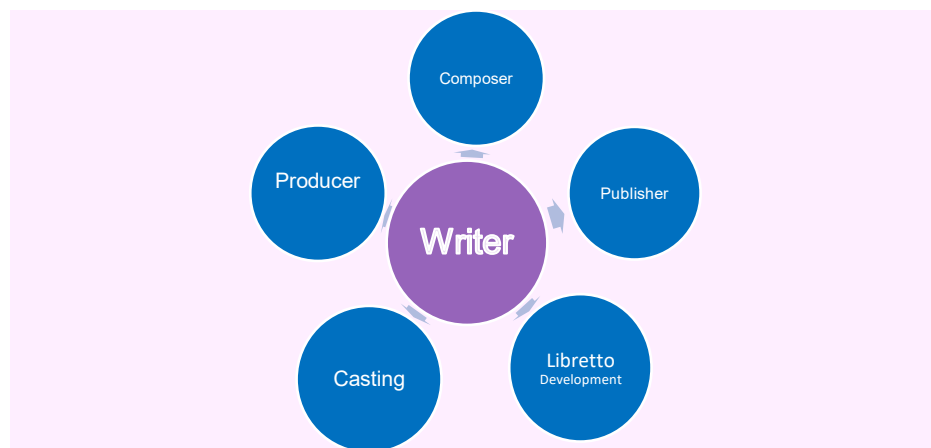 Composer
Producer
Publisher
Writer
Libretto
Development
Casting